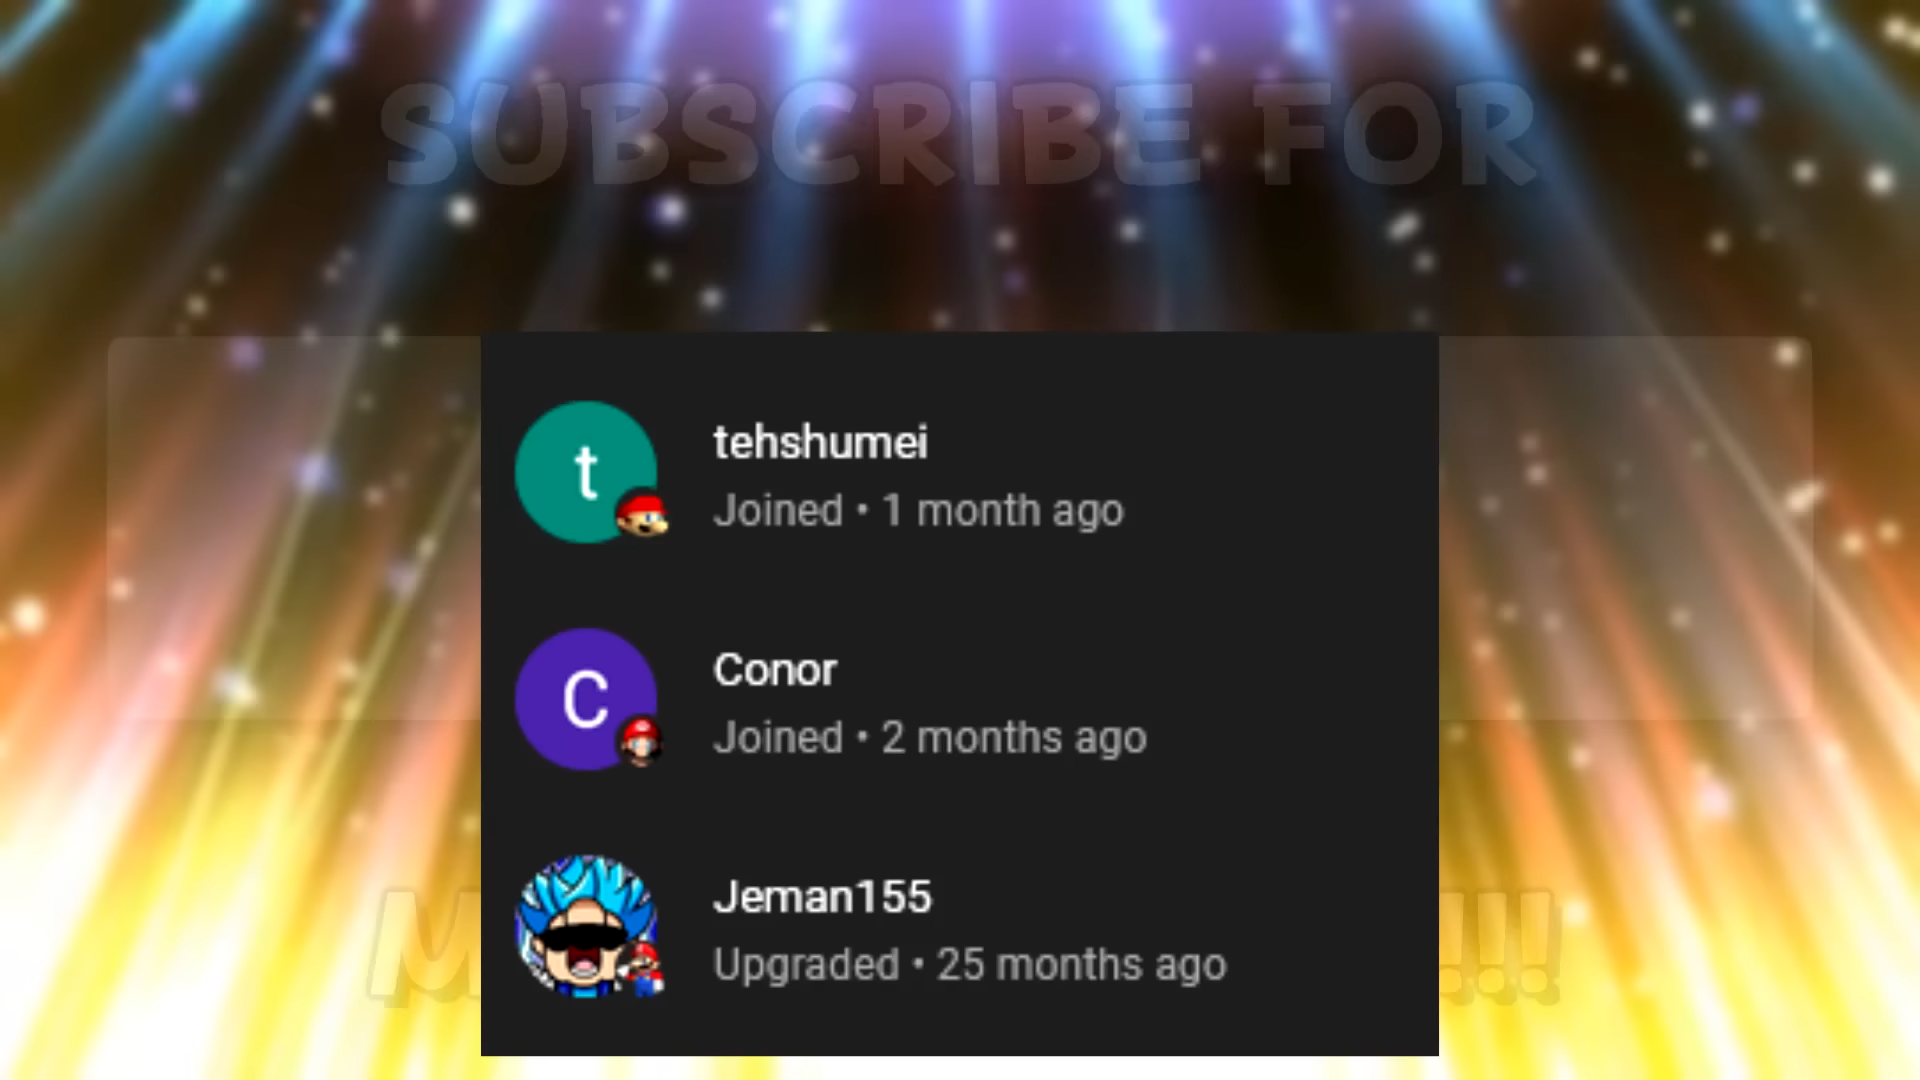 SUBSCRIBE FOR
t
tehshumei
Joined • 1 month ago
C
Conor
Joined • 2 months ago
Jeman155
Upgraded • 25 months ago
!!!